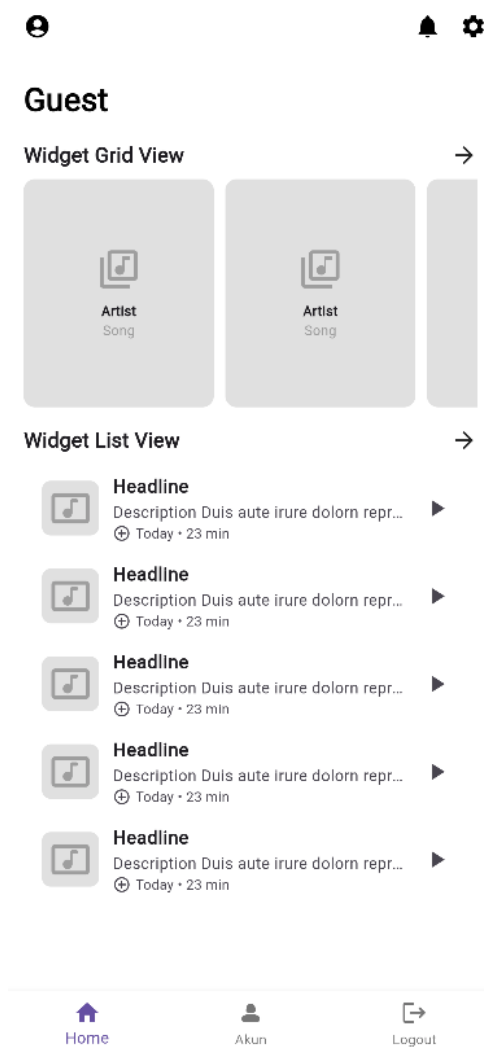 Guest
Widget Grid View
Artist
Song
Artist
Song
Widget List View
Headline
Description Duis aute irure dolorn repr...
Today • 23 min
Headline
Description Duis aute irure dolorn repr...
Today • 23 min
Headline
Description Duis aute irure dolorn repr...
Today • 23 min
Headline
Description Duis aute irure dolorn repr...
Today • 23 min
Headline
Description Duis aute irure dolorn repr...
Today • 23 min
Home
Akun
Logout